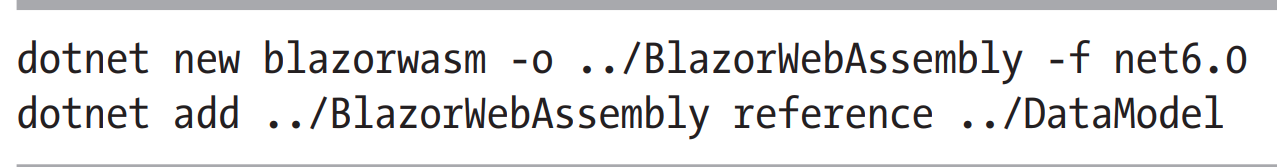 dotnet new blazorwasm -o ../BlazorWebAssembly -f net6.0
dotnet add ../BlazorWebAssembly reference ../DataModel